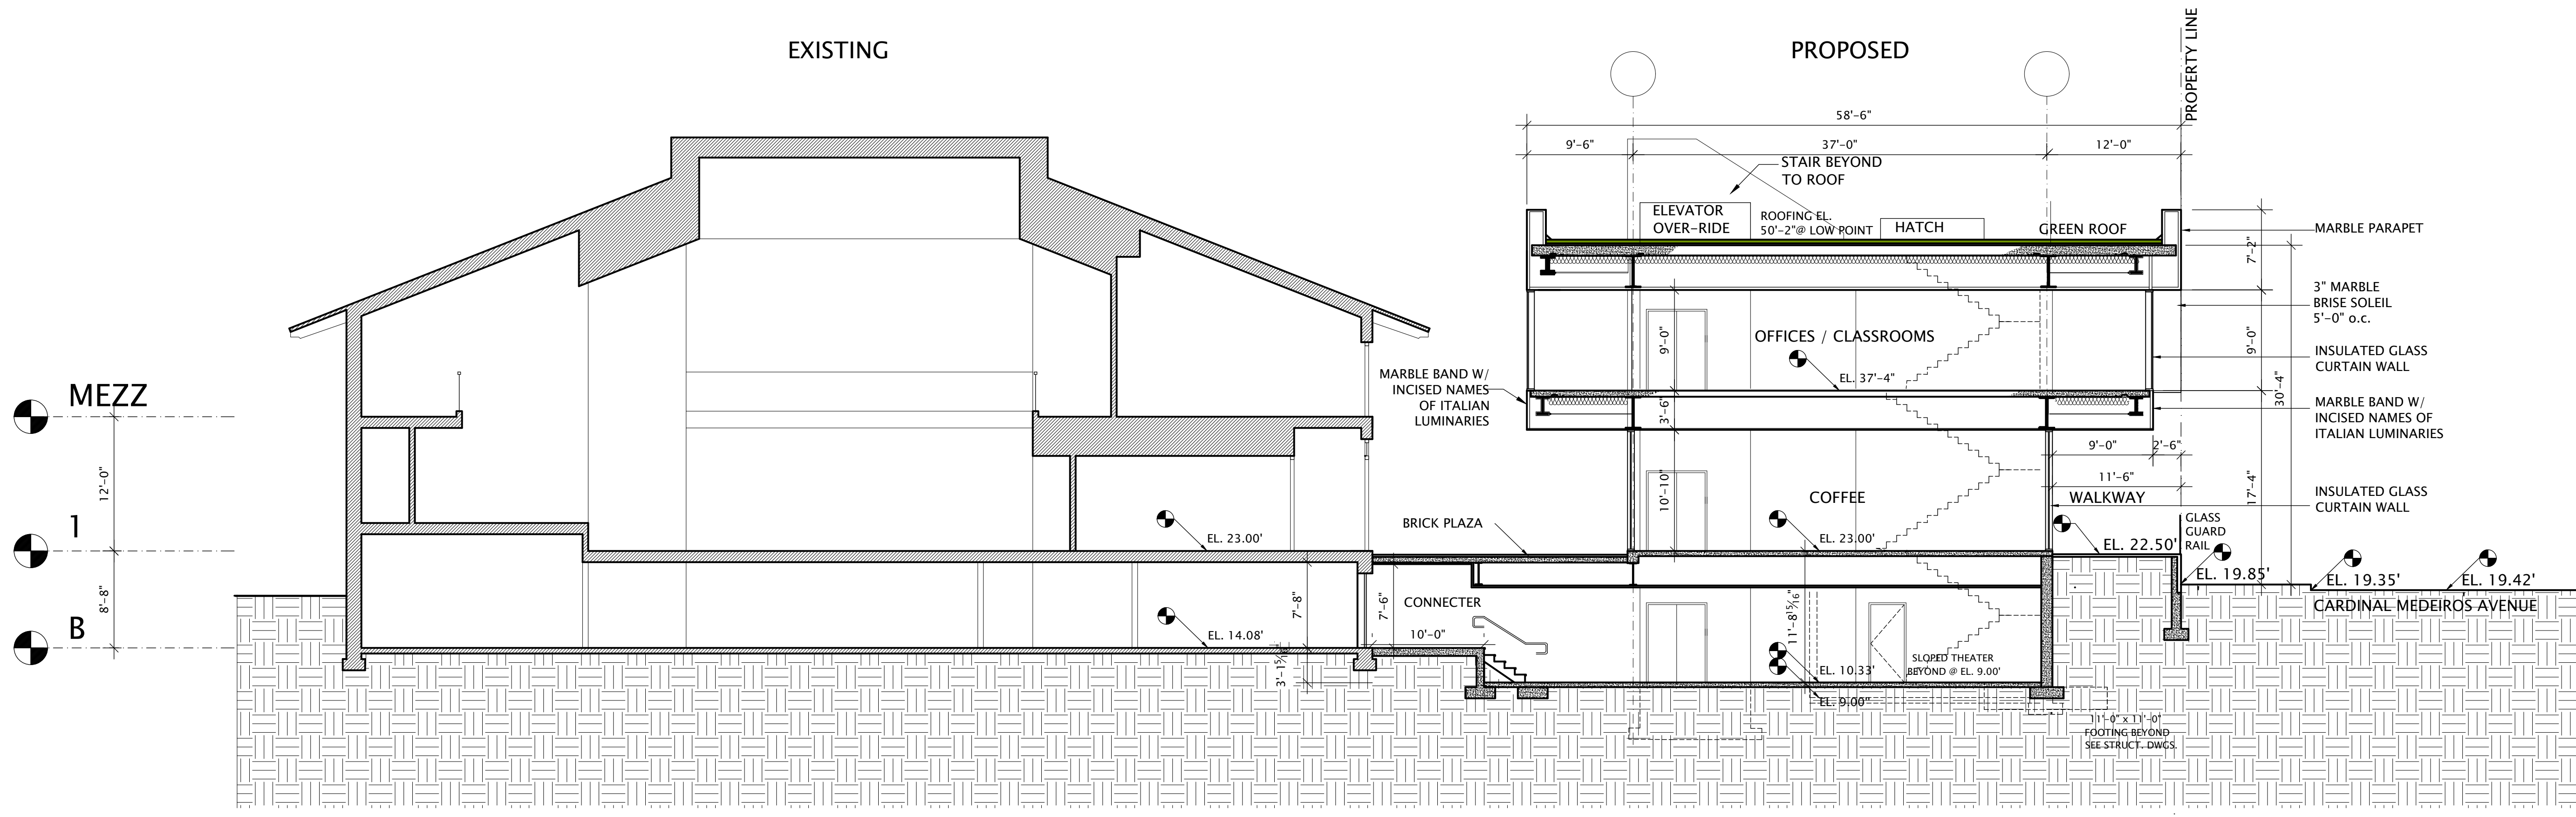 EXISTING
PROPOSED
PROPERTY LINE
58'-6"
9'-6"
37'-0"
12'-0"
STAIR BEYOND
TO ROOF
ELEVATOR
OVER-RIDE
ROOFING EL.
50'-2"@ LOW POINT
HATCH
GREEN ROOF
7'-2"
MARBLE PARAPET
3" MARBLE
BRISE SOLEIL
5'-0" o.c.
OFFICES / CLASSROOMS
9'-0"
9'-0"
INSULATED GLASS
CURTAIN WALL
EL. 37'-4"
30'-4"
MARBLE BAND W/
INCISED NAMES
OF ITALIAN
LUMINARIES
3'-6"
MARBLE BAND W/
INCISED NAMES OF
ITALIAN LUMINARIES
MEZZ
12'-0"
9'-0"
2'-6"
11'-6"
17'-4"
10'-10"
COFFEE
WALKWAY
INSULATED GLASS
CURTAIN WALL
1
BRICK PLAZA
EL. 23.00'
EL. 23.00'
GLASS
GUARD
RAIL
EL. 22.50'
EL. 19.85'
EL. 19.35'
EL. 19.42'
CARDINAL MEDEIROS AVENUE
8'-8"
B
EL. 14.08'
7'-8"
7'-6"
CONNECTER
10'-0"
11'-8 15/16"
3'-1 15/16"
EL. 10.33'
SLOPED THEATER
BEYOND @ EL. 9.00'
EL. 9.00"
11'-0" x 11'-0"
FOOTING BEYOND
SEE STRUCT. DWGS.